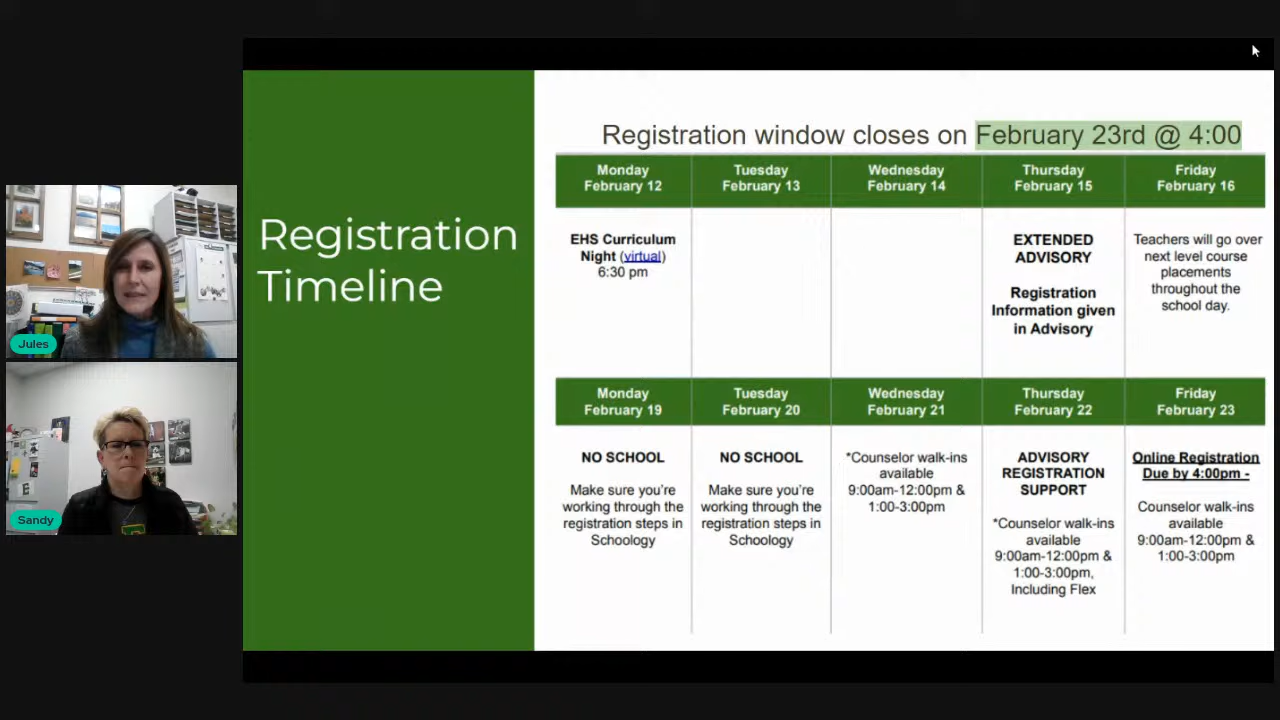 Registration
Timeline
Registration window closes on February 23rd @ 4:00
Monday
February 12
Tuesday
February 13
Wednesday
February 14
Thursday
February 15
Friday
February 16
EHS Curriculum
Night (virtual)
6:30 pm
EXTENDED
ADVISORY
Registration
Information given
in Advisory
Teachers will go over
next level course
placements
throughout the
school day.
Monday
February 19
Tuesday
February 20
Wednesday
February 21
Thursday
February 22
Friday
February 23
NO SCHOOL
Make sure you're
working through the
registration steps in
Schoology
NO SCHOOL
Make sure you're
working through the
registration steps in
Schoology
*Counselor walk-ins
available
9:00am-12:00pm &
1:00-3:00pm
ADVISORY
REGISTRATION
SUPPORT
*Counselor walk-ins
available
9:00am-12:00pm &
1:00-3:00pm,
Including Flex
Online Registration
Due by 4:00pm -
Counselor walk-ins
available
9:00am-12:00pm &
1:00-3:00pm
Jules
Sandy